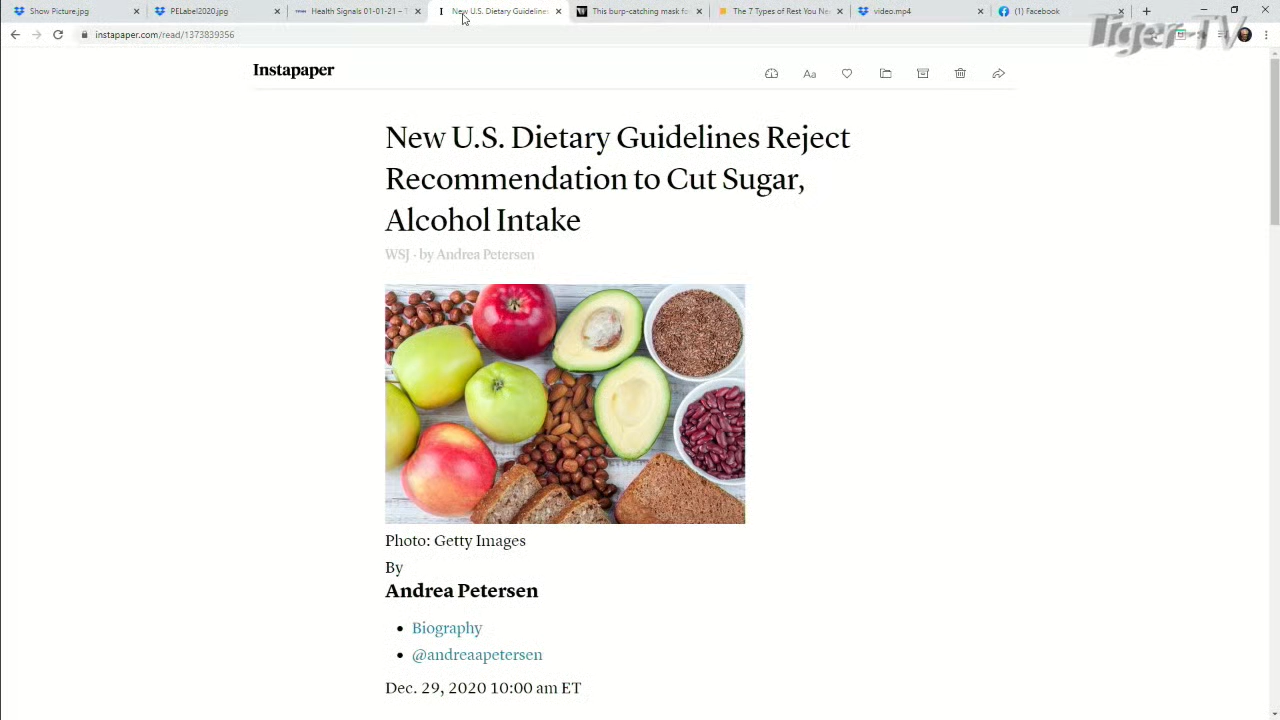 Show Picture.jpg
PELabel2020.jpg
Health Signals 01-01-21 – T
New U.S. Dietary Guidelines
This burp-catching mask fo
The 7 Types of Rest You Ne
video.mp4
(1) Facebook
Tiger TV
instapaper.com/read/1373839356
Instapaper
Aa
New U.S. Dietary Guidelines Reject
Recommendation to Cut Sugar,
Alcohol Intake
WSJ · by Andrea Petersen
Photo: Getty Images
By
Andrea Petersen
• Biography
• @andreaapetersen
Dec. 29, 2020 10:00 am ET